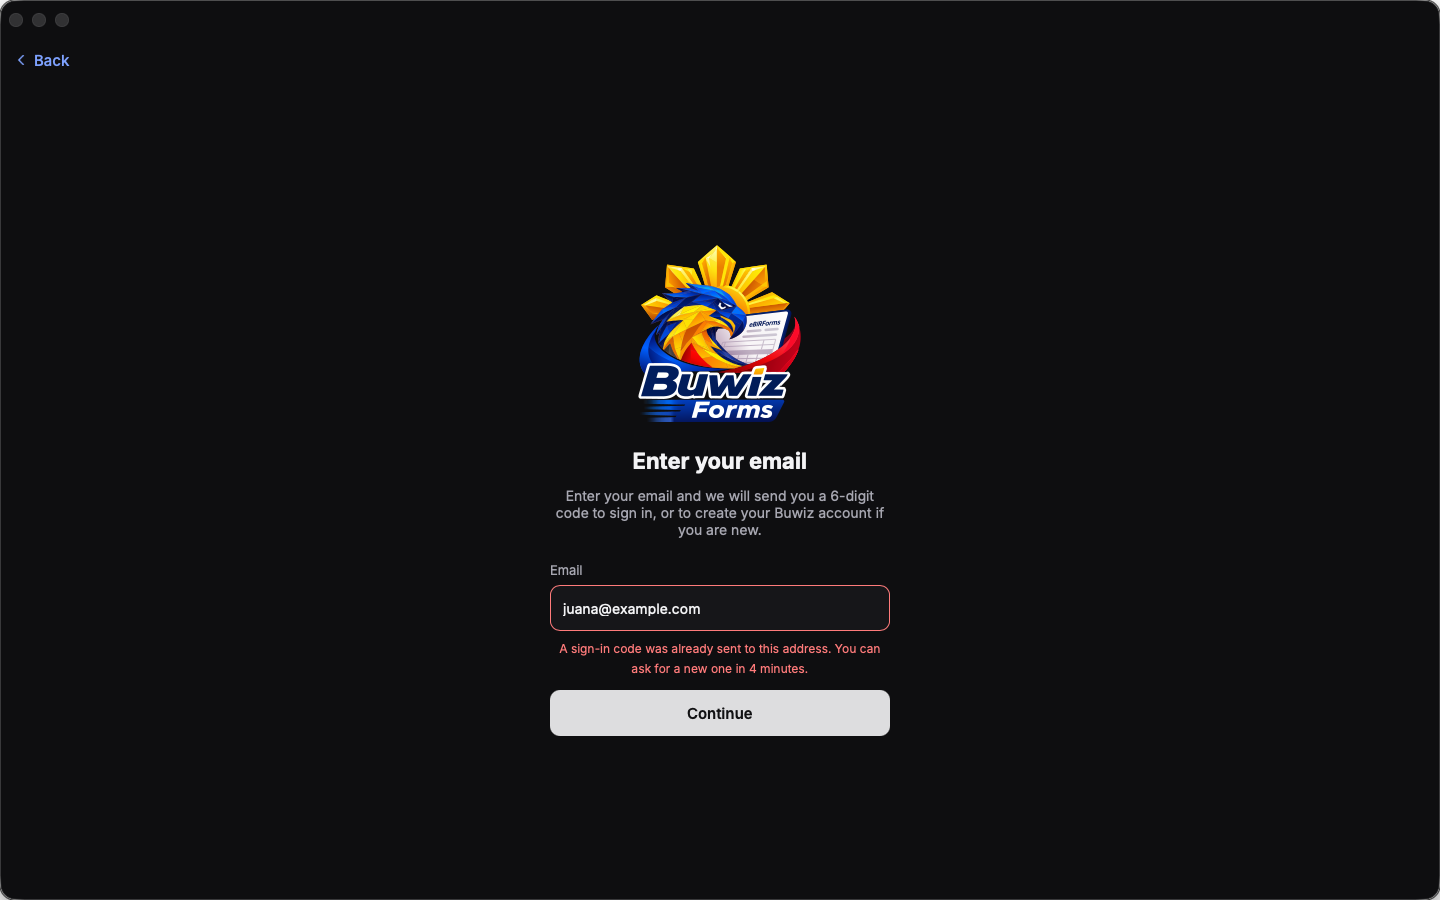 Back
eBIRForms
Buwiz
Forms
Enter your email
Enter your email and we will send you a 6-digit
code to sign in, or to create your Buwiz account if
you are new.
Email
juana@example.com
A sign-in code was already sent to this address. You can
ask for a new one in 4 minutes.
Continue